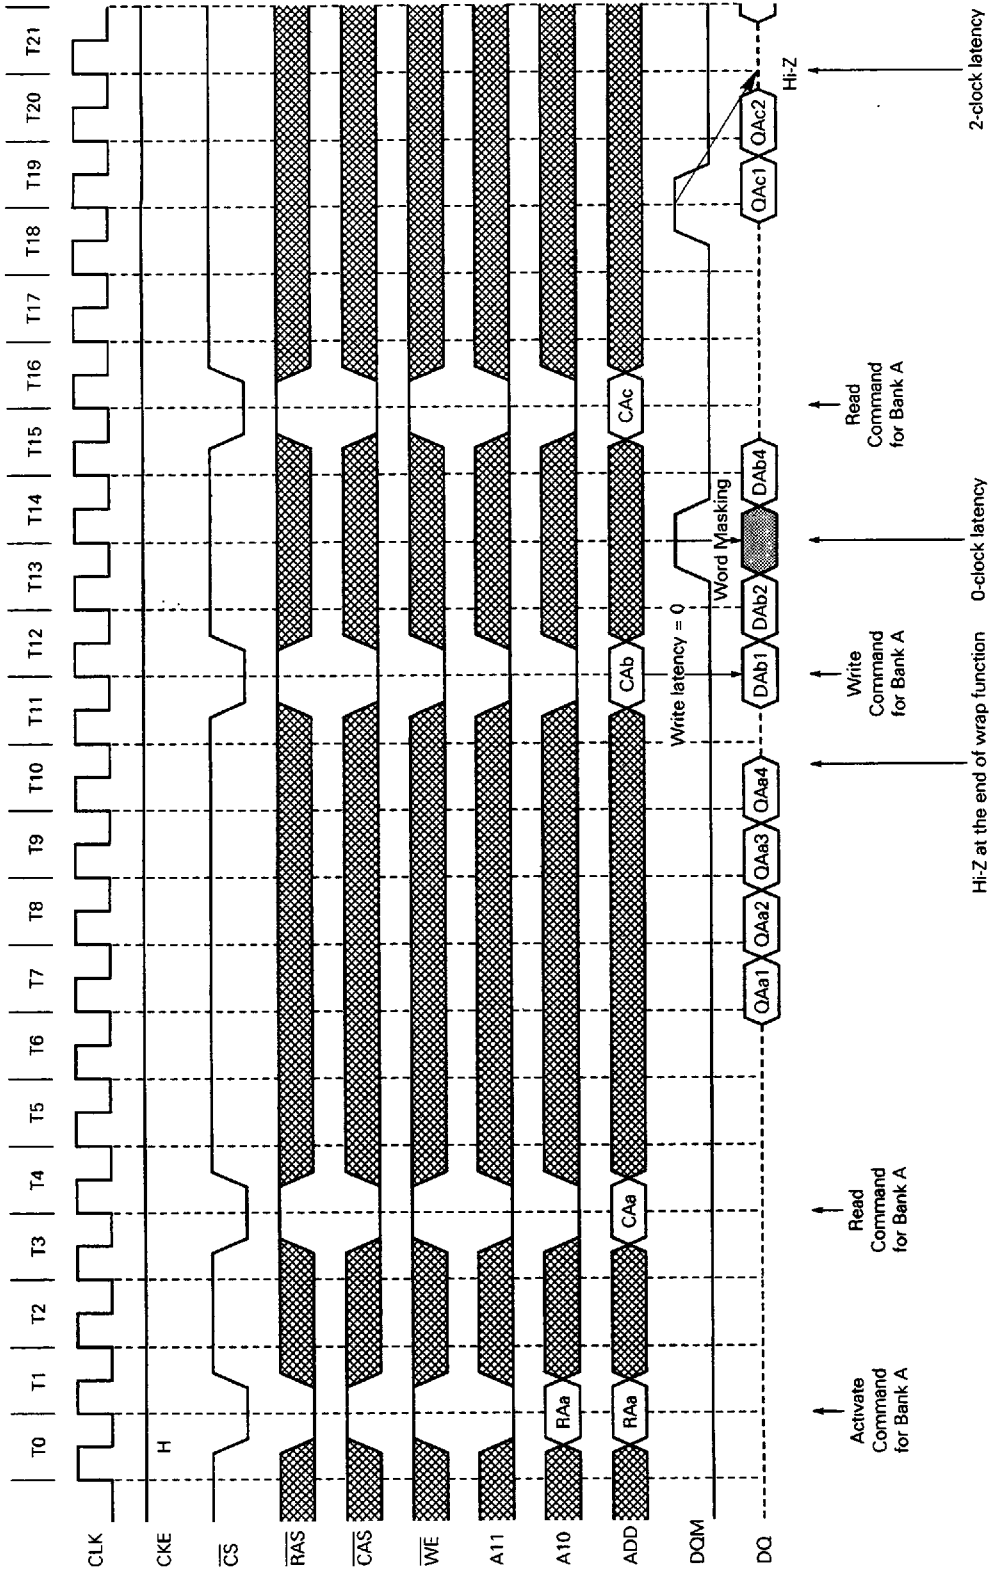 T0 T1 T2 T3 T4 T5 T6 T7 T8 T9 T10 T11 T12 T13 T14 T15 T16 T17 T18 T19 T20 T21
CLK
CKE H
CS
RAS
CAS
WE
A11
A10 RAa
ADD RAa CAa CAb CAc
DQM
Write latency = 0
Word Masking
DQ QAa1 QAa2 QAa3 QAa4 DAb1 DAb2 DAb4 QAc1 QAc2
Hi-Z
Activate
Command
for Bank A
Read
Command
for Bank A
Write
Command
for Bank A
Read
Command
for Bank A
Hi-Z at the end of wrap function
0-clock latency
2-clock latency